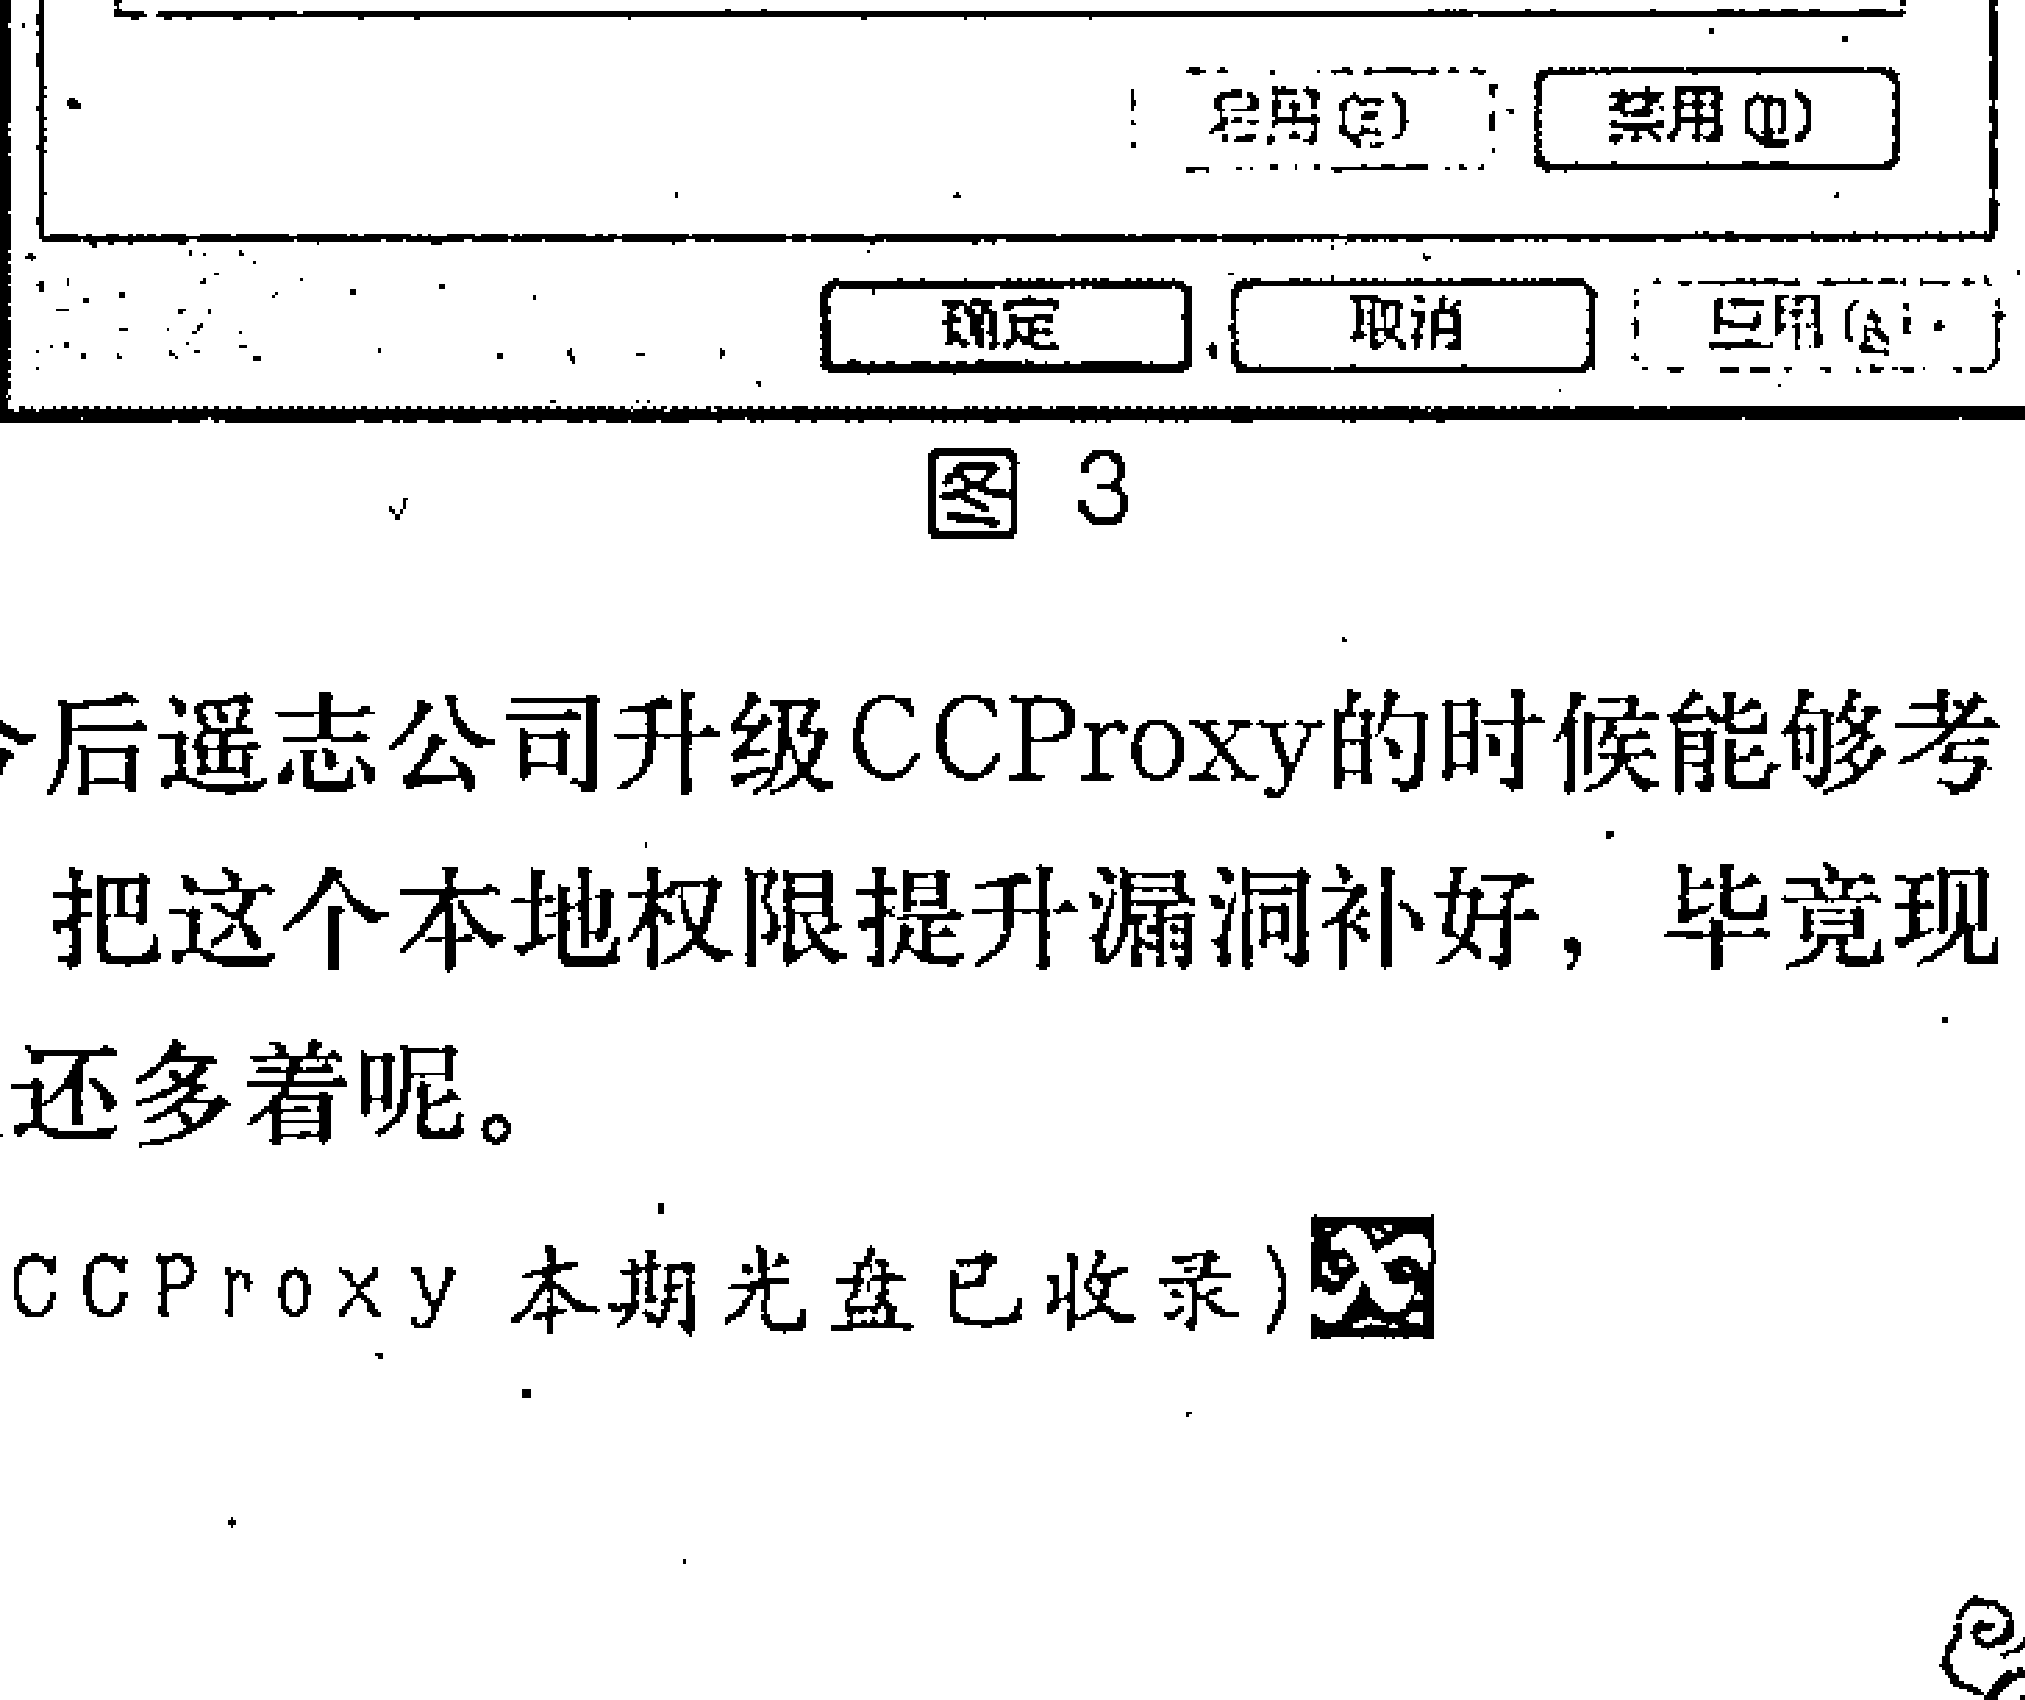 启用(E) 禁用(D)
确定 取消 应用(A)
图 3
今后遥志公司升级CCProxy的时候能够考
把这个本地权限提升漏洞补好，毕竟现
还多着呢。
CCProxy 本期光盘已收录)